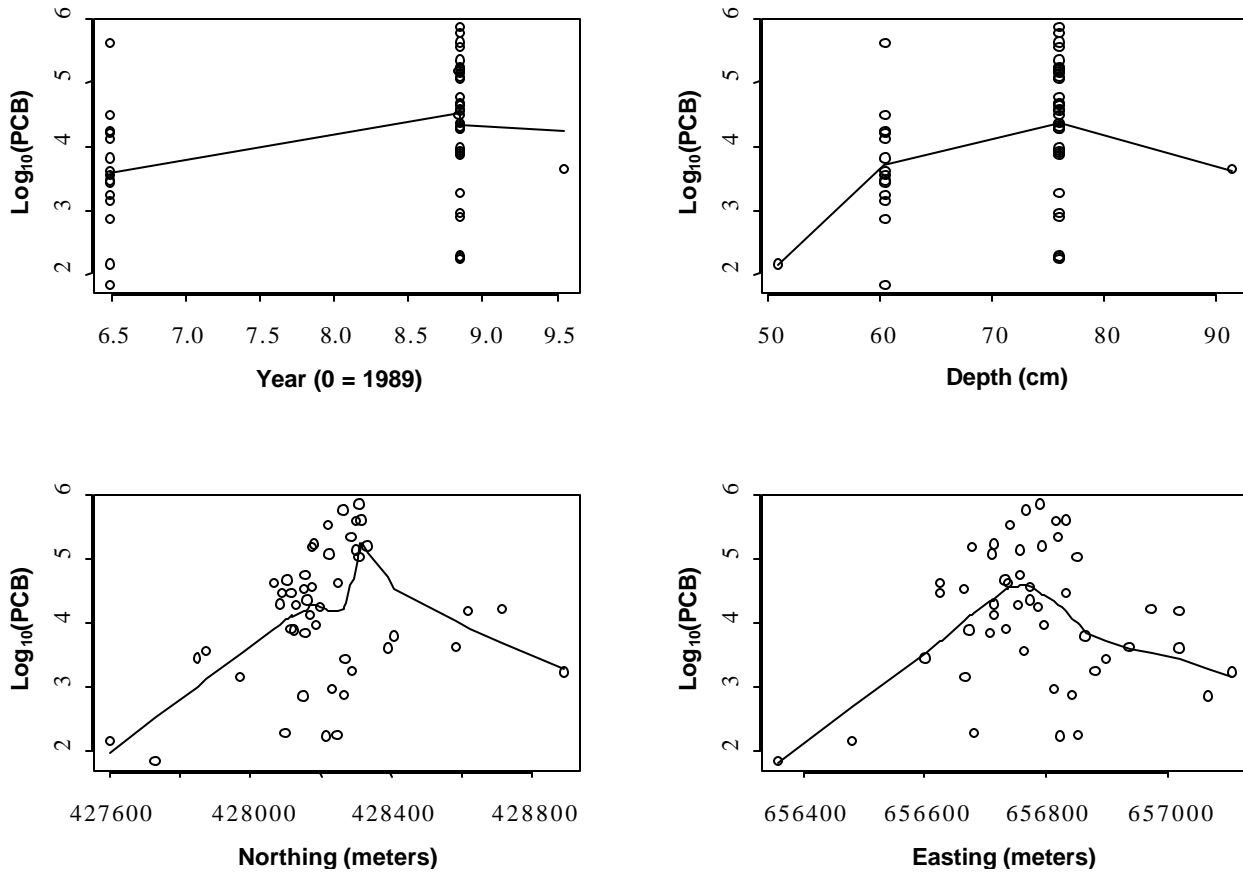 Log₁₀(PCB)
6
5
4
3
2
6.5 7.0 7.5 8.0 8.5 9.0 9.5
Year (0 = 1989)
Log₁₀(PCB)
6
5
4
3
2
50 60 70 80 90
Depth (cm)
Log₁₀(PCB)
6
5
4
3
2
427600 428000 428400 428800
Northing (meters)
Log₁₀(PCB)
6
5
4
3
2
656400 656600 656800 657000
Easting (meters)